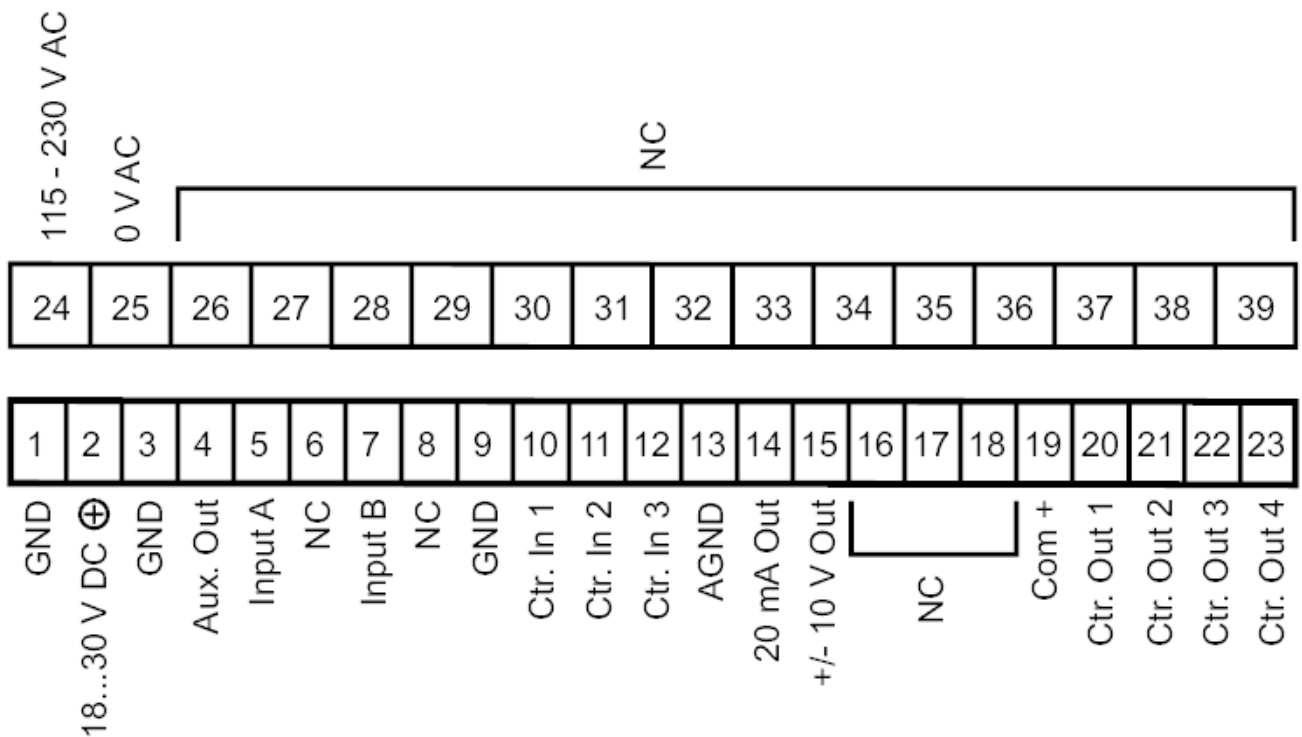 115 - 230 V AC
0 V AC
NC
24 25 26 27 28 29 30 31 32 33 34 35 36 37 38 39
1 2 3 4 5 6 7 8 9 10 11 12 13 14 15 16 17 18 19 20 21 22 23
GND
18...30 V DC ⊕
GND
Aux. Out
Input A
NC
Input B
NC
GND
Ctr. In 1
Ctr. In 2
Ctr. In 3
AGND
20 mA Out
+/- 10 V Out
NC
Com +
Ctr. Out 1
Ctr. Out 2
Ctr. Out 3
Ctr. Out 4